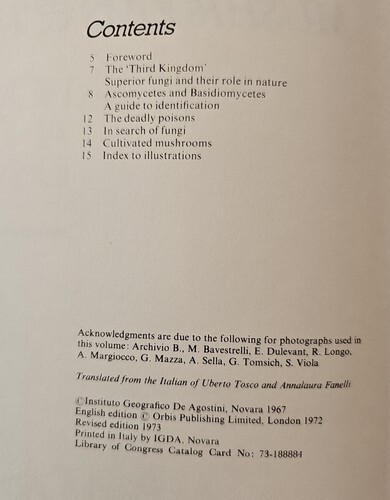 Contents
5 Foreword
7 The 'Third Kingdom'
Superior fungi and their role in nature
8 Ascomycetes and Basidiomycetes
A guide to identification
12 The deadly poisons
13 In search of fungi
14 Cultivated mushrooms
15 Index to illustrations
Acknowledgments are due to the following for photographs used in
this volume: Archivio B., M. Bavestrelli, E. Dulevant, R. Longo,
A. Margiocco, G. Mazza, A. Sella, G. Tomsich, S. Viola
Translated from the Italian of Uberto Tosco and Annalaura Fanelli
© Instituto Geografico De Agostini, Novara 1967
English edition © Orbis Publishing Limited, London 1972
Revised edition 1973
Printed in Italy by IGDA, Novara
Library of Congress Catalog Card No: 73-188884